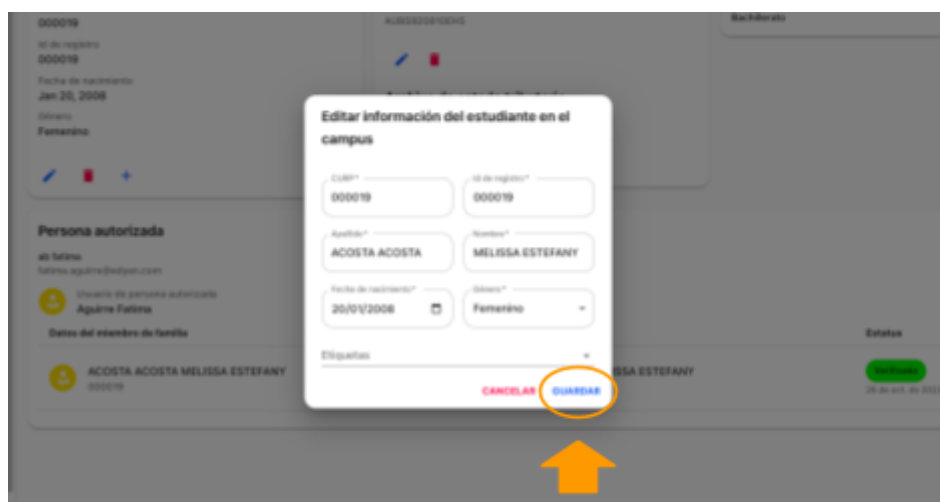 000019
Id de registro
000019
Fecha de nacimiento
Jan 20, 2008
Género
Femenino
Bachillerato
Editar información del estudiante en el
campus
CURP*
000019
Id de registro*
000019
Apellido*
ACOSTA ACOSTA
Nombre*
MELISSA ESTEFANY
Fecha de nacimiento*
20/01/2008
Género*
Femenino
Etiquetas
CANCELAR
GUARDAR
Persona autorizada
ab fatima
Usuario de persona autorizada
Aguirre Fatima
Datos del miembro de familia
Estatus
ACOSTA ACOSTA MELISSA ESTEFANY
000019
ESTEFANY